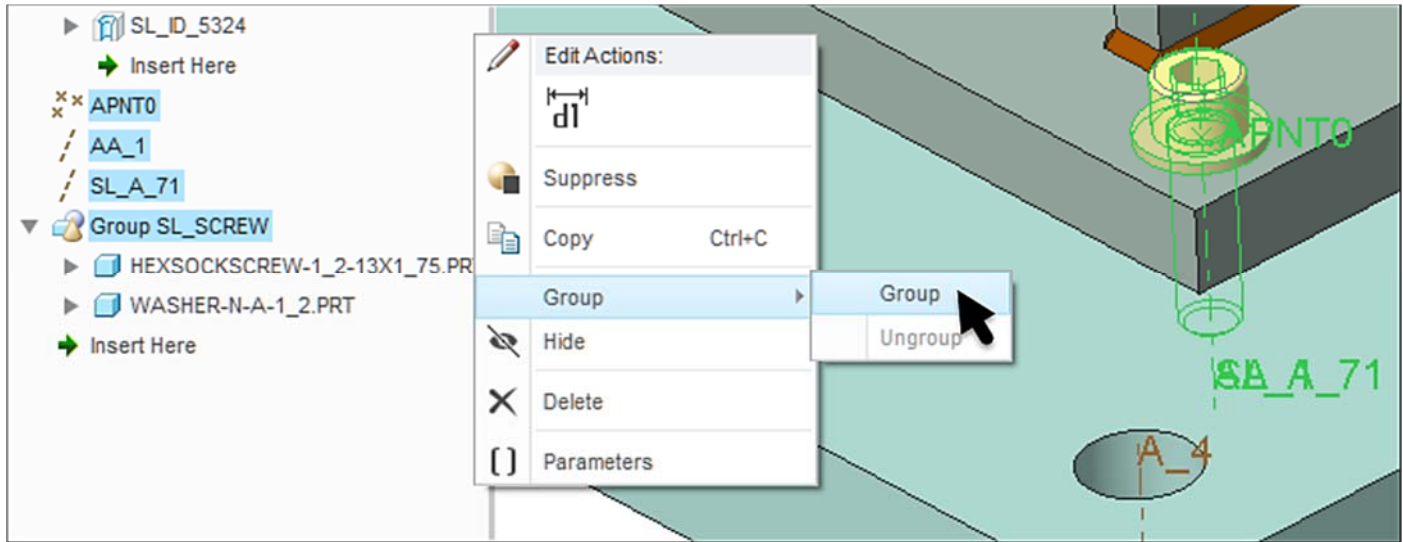 SL_ID_5324
Insert Here
APNT0
AA_1
SL_A_71
Group SL_SCREW
HEXSOCKSCREW-1_2-13X1_75.PR
WASHER-N-A-1_2.PRT
Insert Here
Edit Actions:
d1
Suppress
Copy Ctrl+C
Group
Hide
Delete
Parameters
Group
Ungroup
APNT0
A_71
A_4